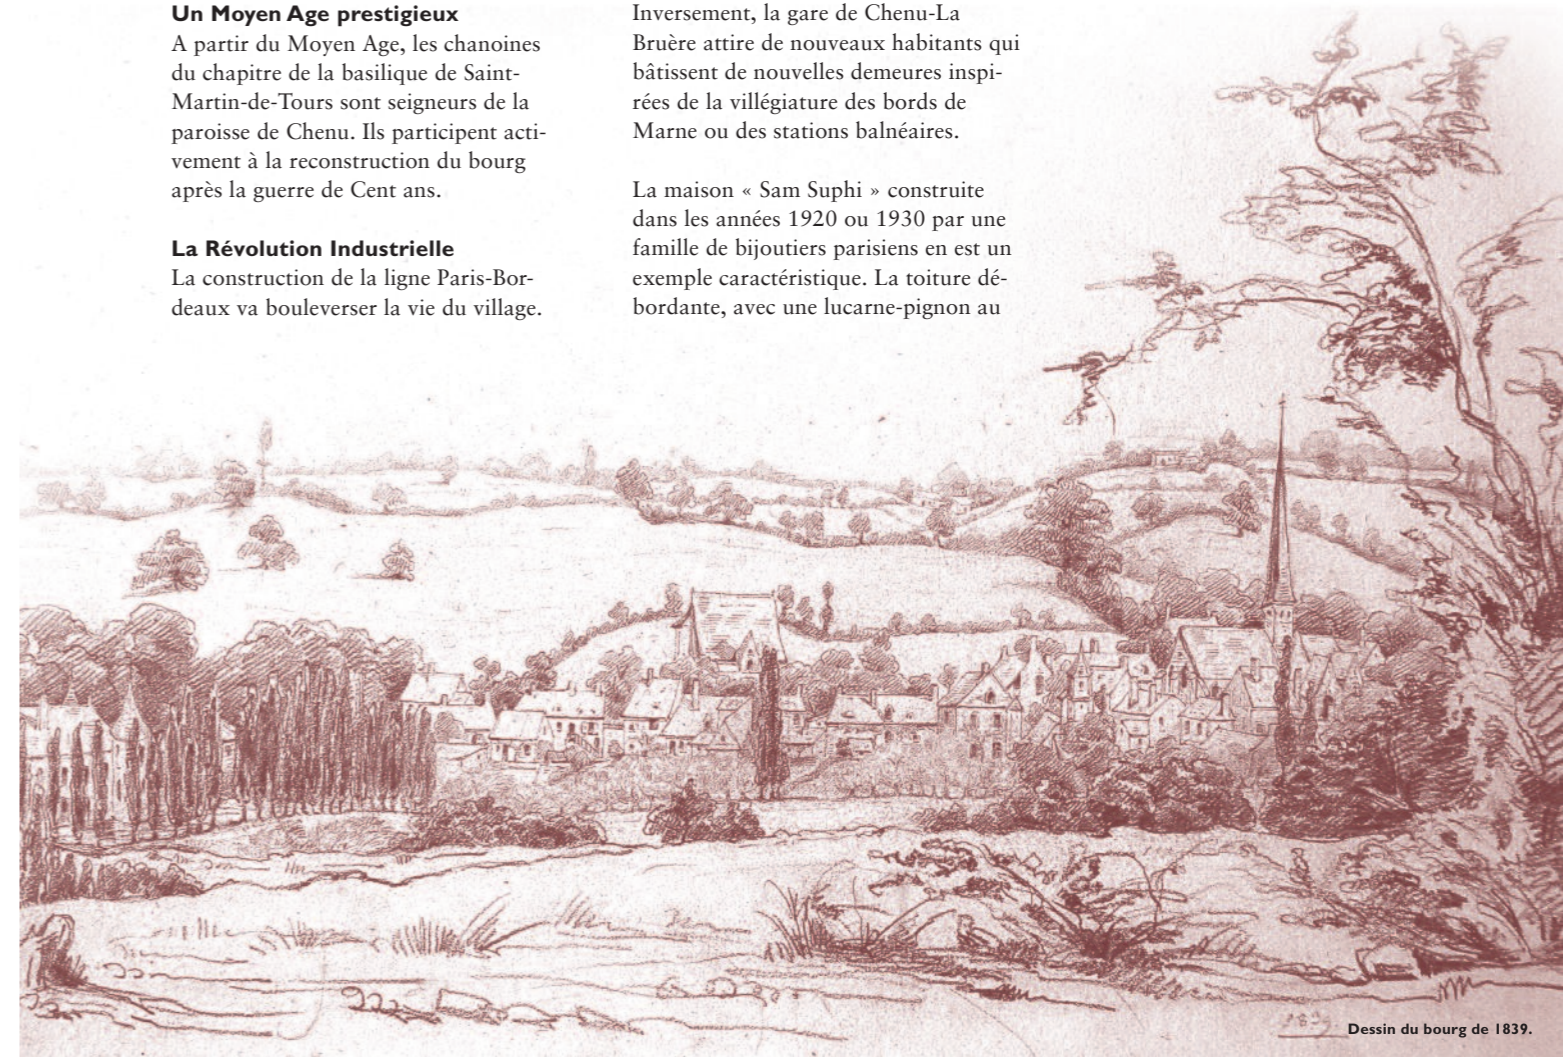 Un Moyen Age prestigieux
A partir du Moyen Age, les chanoines
du chapitre de la basilique de Saint-
Martin-de-Tours sont seigneurs de la
paroisse de Chenu. Ils participent acti-
vement à la reconstruction du bourg
après la guerre de Cent ans.
La Révolution Industrielle
La construction de la ligne Paris-Bor-
deaux va bouleverser la vie du village.
Inversement, la gare de Chenu-La
Bruère attire de nouveaux habitants qui
bâtissent de nouvelles demeures inspi-
rées de la villégiature des bords de
Marne ou des stations balnéaires.
La maison « Sam Suphi » construite
dans les années 1920 ou 1930 par une
famille de bijoutiers parisiens en est un
exemple caractéristique. La toiture dé-
bordante, avec une lucarne-pignon au
1839
Dessin du bourg de 1839.